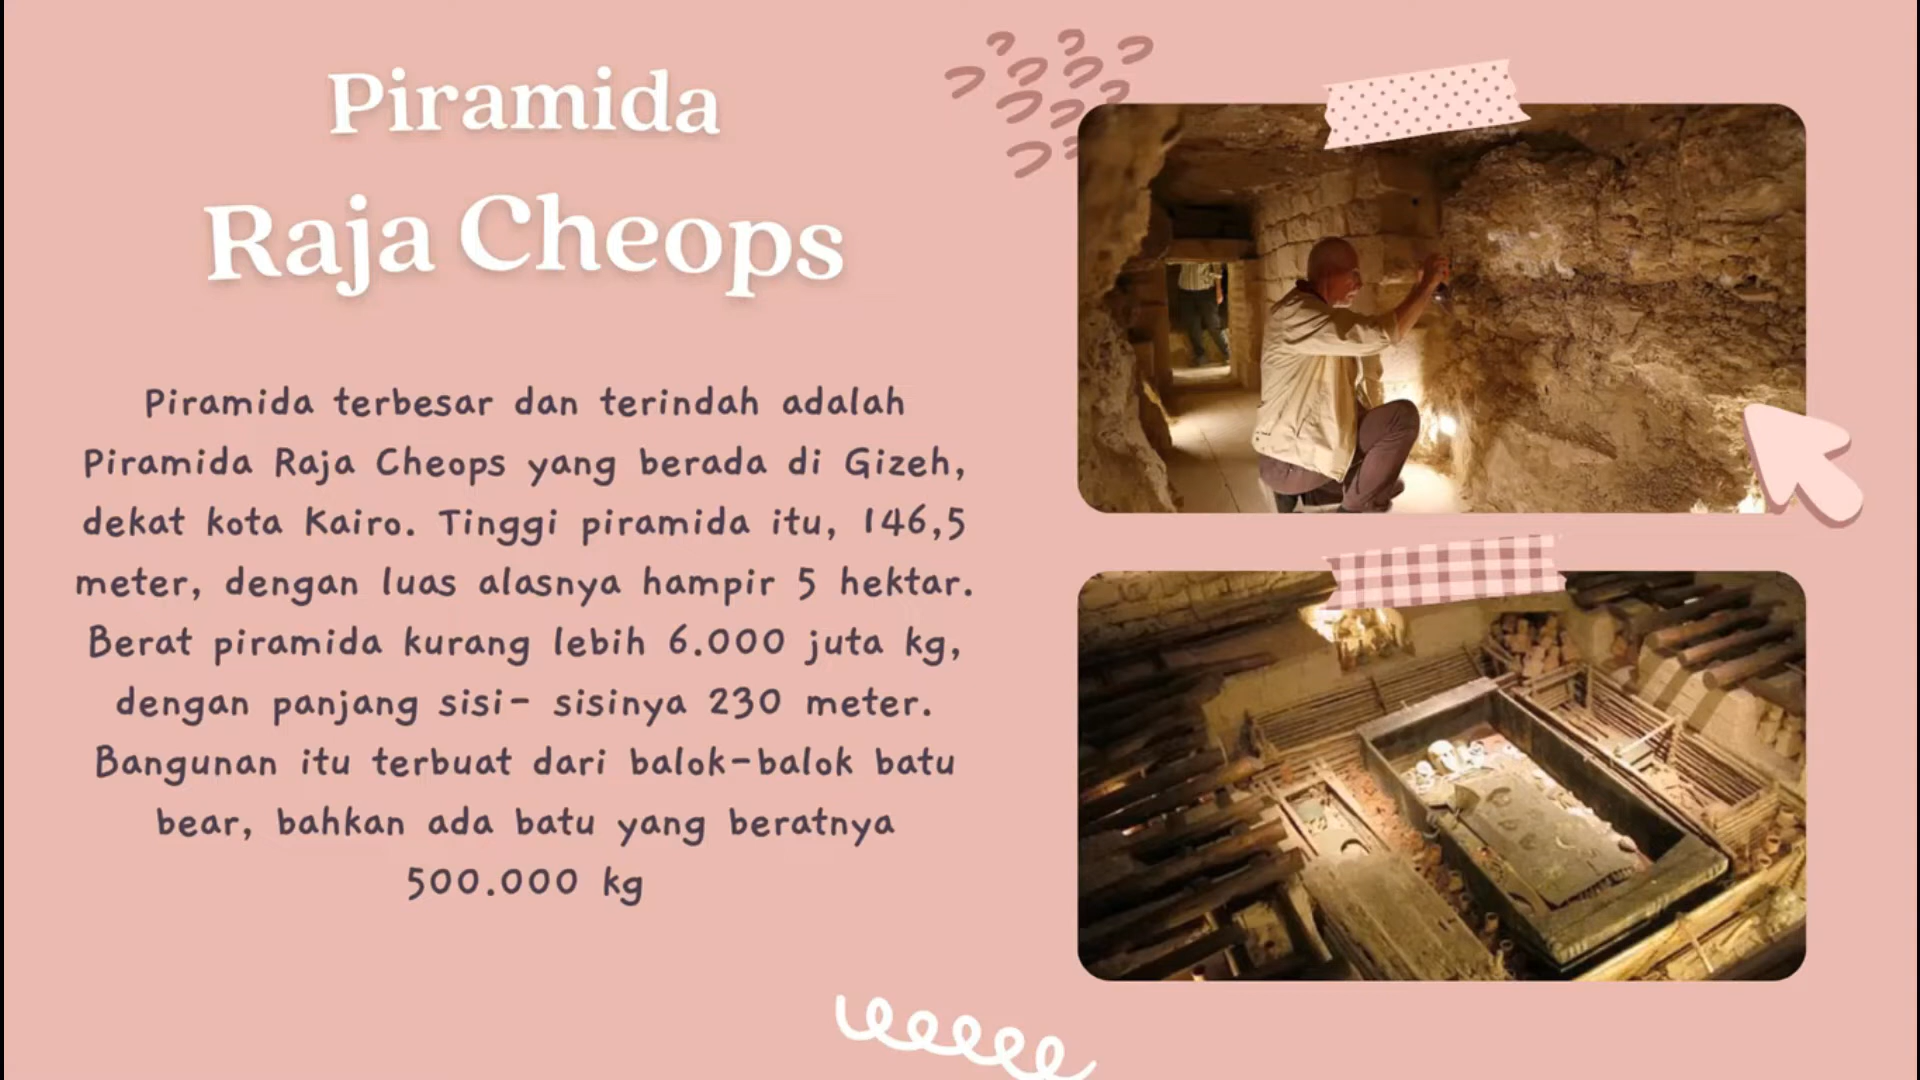 Piramida
Raja Cheops
Piramida terbesar dan terindah adalah
Piramida Raja Cheops yang berada di Gizeh,
dekat kota Kairo. Tinggi piramida itu, 146,5
meter, dengan luas alasnya hampir 5 hektar.
Berat piramida kurang lebih 6.000 juta kg,
dengan panjang sisi- sisinya 230 meter.
Bangunan itu terbuat dari balok-balok batu
bear, bahkan ada batu yang beratnya
500.000 kg